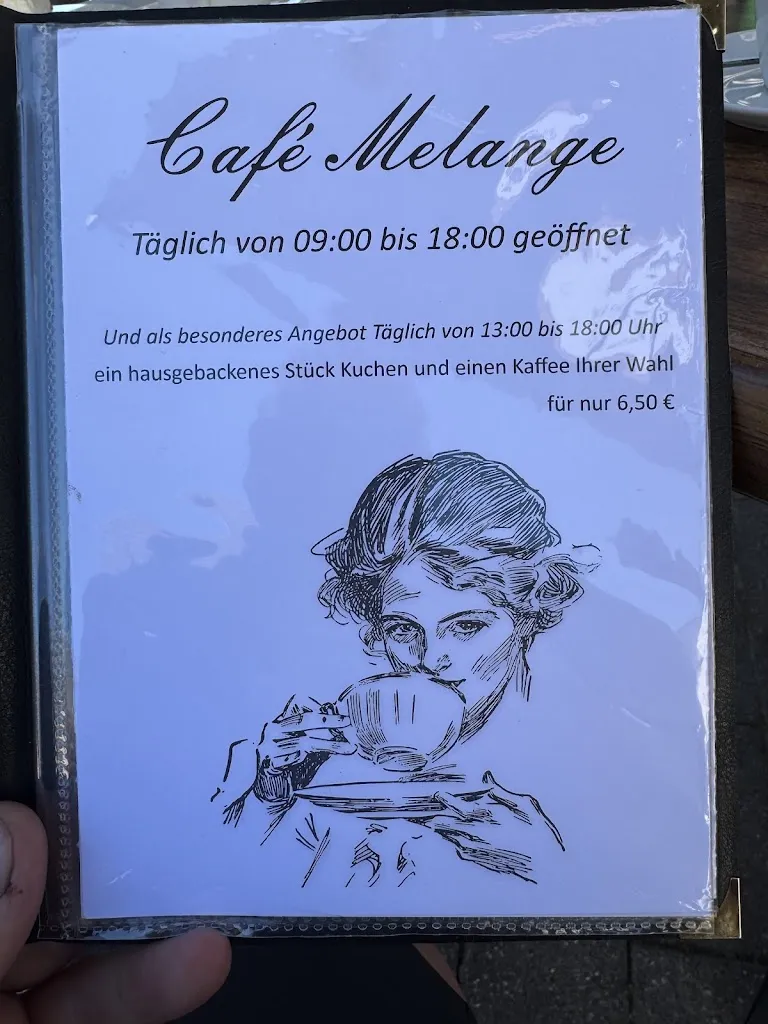 Café Melange
Täglich von 09:00 bis 18:00 geöffnet
Und als besonderes Angebot Täglich von 13:00 bis 18:00 Uhr
ein hausgebackenes Stück Kuchen und einen Kaffee Ihrer Wahl
für nur 6,50 €